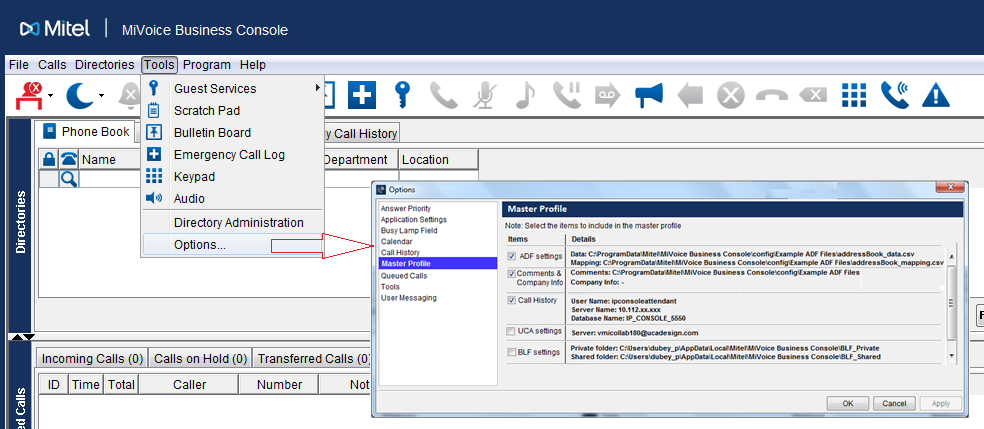 Mitel | MiVoice Business Console
File Calls Directories Tools Program Help
Guest Services
Scratch Pad
Bulletin Board
Emergency Call Log
Keypad
Audio
Directory Administration
Options...
Directories
Phone Book
y Call History
Name
Department
Location
Options
Answer Priority
Application Settings
Busy Lamp Field
Calendar
Call History
Master Profile
Queued Calls
Tools
User Messaging
Master Profile
Note: Select the items to include in the master profile
Items Details
ADF settings
Data: C:\ProgramData\Mitel\MiVoice Business Console\config\Example ADF Files\addressBook_data.csv
Mapping: C:\ProgramData\Mitel\MiVoice Business Console\config\Example ADF Files\addressBook_mapping.csv
Comments &
Company Info
Comments: C:\ProgramData\Mitel\MiVoice Business Console\config\Example ADF Files
Company Info: -
Call History
User Name: ipconsoleattendant
Server Name: 10.112.xx.xxx
Database Name: IP_CONSOLE_5550
UCA settings
Server: vmicollab180@ucadesign.com
BLF settings
Private folder: C:\Users\dubey_p\AppData\Local\Mitel\MiVoice Business Console\BLF_Private
Shared folder: C:\Users\dubey_p\AppData\Local\Mitel\MiVoice Business Console\BLF_Shared
OK Cancel Apply
Incoming Calls (0) Calls on Hold (0) Transferred Calls (0)
ID Time Total Caller Number Not
ed Calls